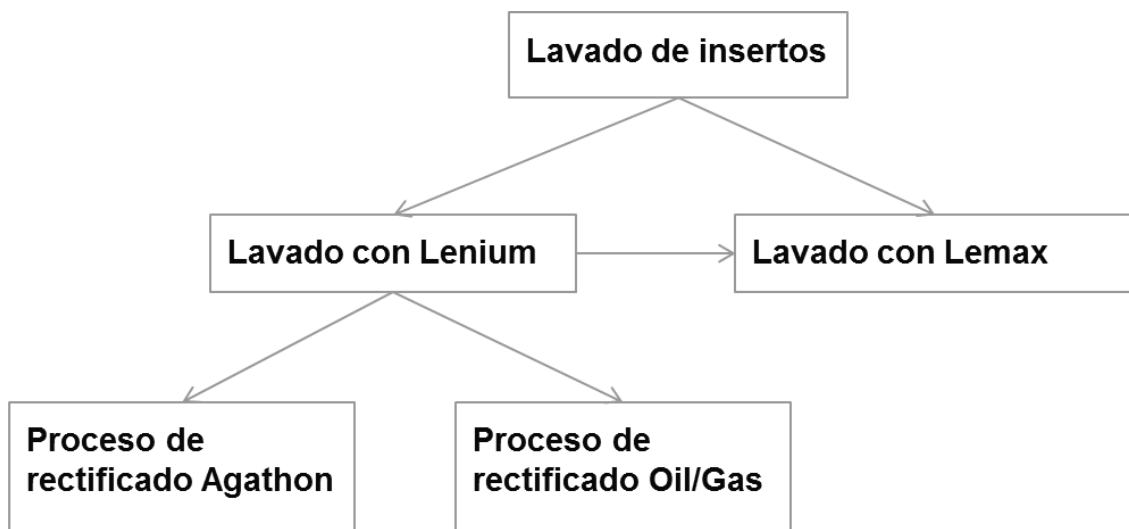 Lavado de insertos
Lavado con Lenium
Lavado con Lemax
Proceso de
rectificado Agathon
Proceso de
rectificado Oil/Gas